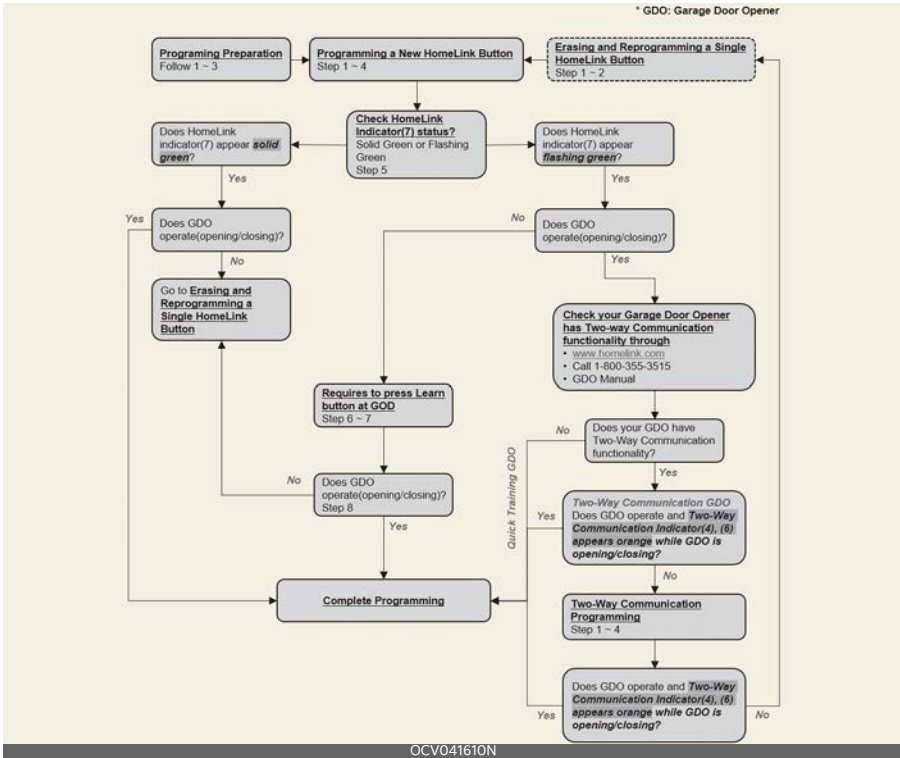 * GDO: Garage Door Opener
Programing Preparation
Follow 1 ~ 3
Programming a New HomeLink Button
Step 1 ~ 4
Erasing and Reprogramming a Single
HomeLink Button
Step 1 ~ 2
Check HomeLink
Indicator(7) status?
Solid Green or Flashing
Green
Step 5
Does HomeLink
indicator(7) appear solid
green?
Does HomeLink
indicator(7) appear
flashing green?
Yes
Yes
Yes
Does GDO
operate(opening/closing)?
No
Does GDO
operate(opening/closing)?
No
Yes
Go to Erasing and
Reprogramming a
Single HomeLink
Button
Check your Garage Door Opener
has Two-way Communication
functionality through
• www.homelink.com
• Call 1-800-355-3515
• GDO Manual
Requires to press Learn
button at GOD
Step 6 ~ 7
No
Does your GDO have
Two-Way Communication
functionality?
Yes
Quick Training GDO
No
Does GDO
operate(opening/closing)?
Step 8
Yes
Yes
Two-Way Communication GDO
Does GDO operate and Two-Way
Communication Indicator(4), (6)
appears orange while GDO is
opening/closing?
No
Complete Programming
Two-Way Communication
Programming
Step 1 ~ 4
Yes
Does GDO operate and Two-Way
Communication Indicator(4), (6)
appears orange while GDO is
opening/closing?
No
OCV041610N